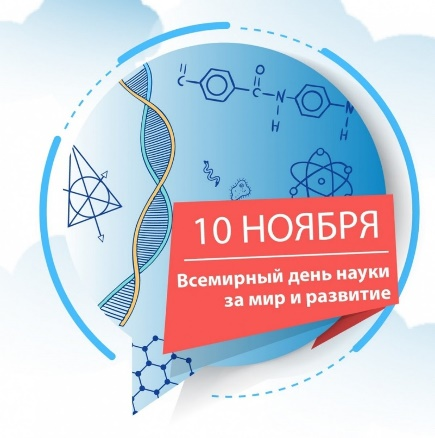 C
O
C
N
N
H
H
10 НОЯБРЯ
Всемирный день науки
за мир и развитие